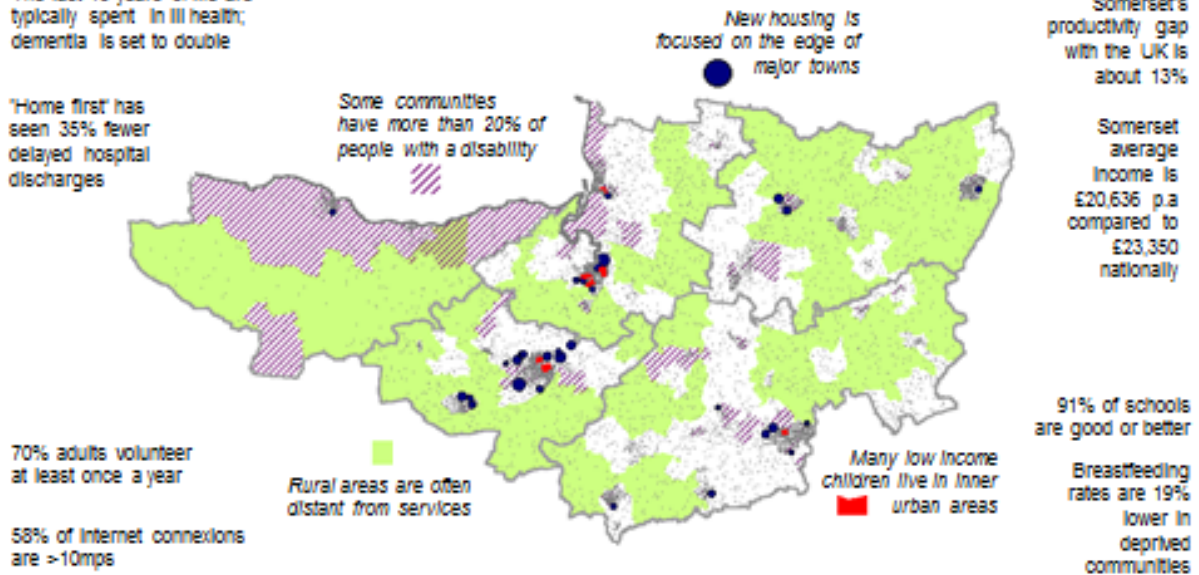 typically spent in ill health;
dementia is set to double
"Home first' has
seen 35% fewer
delayed hospital
discharges
Some communities
have more than 20% of
people with a disability
New housing is
focused on the edge of
major towns
Somerset's
productivity gap
with the UK is
about 13%
Somerset
average
income is
£20,636 p.a
compared to
£23,350
nationally
70% adults volunteer
at least once a year
58% of internet connexions
are >10mps
Rural areas are often
distant from services
Many low income
children live in inner
urban areas
91% of schools
are good or better
Breastfeeding
rates are 19%
lower in
deprived
communities